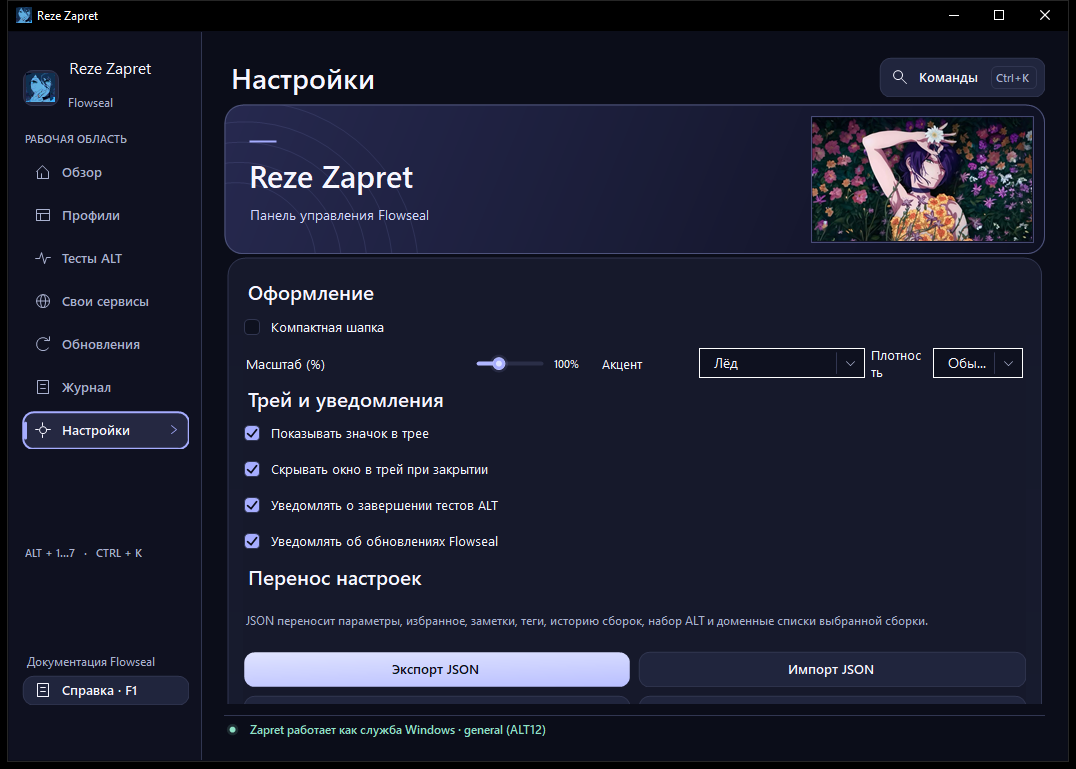 Reze Zapret
Reze Zapret
Flowseal
РАБОЧАЯ ОБЛАСТЬ
Обзор
Профили
Тесты ALT
Свои сервисы
Обновления
Журнал
Настройки
ALT + 1...7 · CTRL + K
Документация Flowseal
Справка · F1
Настройки
Команды Ctrl+K
Reze Zapret
Панель управления Flowseal
Оформление
Компактная шапка
Масштаб (%) 100% Акцент Лёд Плотнос
ть Обы...
Трей и уведомления
Показывать значок в трее
Скрывать окно в трей при закрытии
Уведомлять о завершении тестов ALT
Уведомлять об обновлениях Flowseal
Перенос настроек
JSON переносит параметры, избранное, заметки, теги, историю сборок, набор ALT и доменные списки выбранной сборки.
Экспорт JSON Импорт JSON
Zapret работает как служба Windows · general (ALT12)